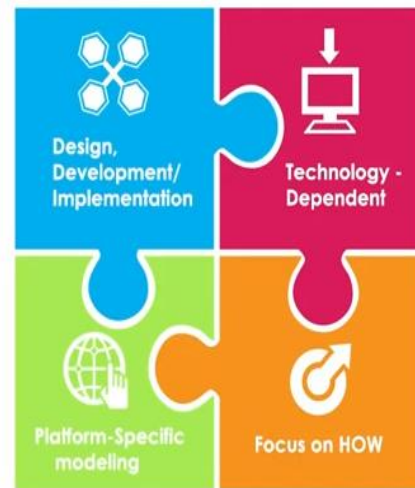 Design,
Development/
Implementation
Technology -
Dependent
Platform-Specific
modeling
Focus on HOW